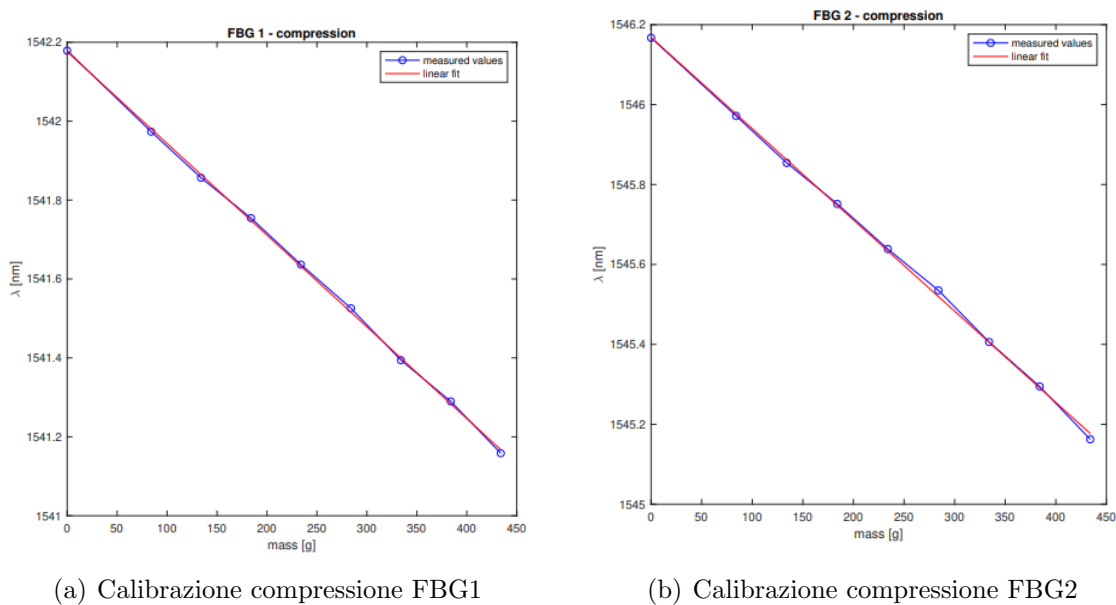 FBG 1 - compression
1542.2
1542
1541.8
1541.6
1541.4
1541.2
1541
λ [nm]
measured values
linear fit
0 50 100 150 200 250 300 350 400 450
mass [g]
(a) Calibrazione compressione FBG1
FBG 2 - compression
1546.2
1546
1545.8
1545.6
1545.4
1545.2
1545
λ [nm]
measured values
linear fit
0 50 100 150 200 250 300 350 400 450
mass [g]
(b) Calibrazione compressione FBG2